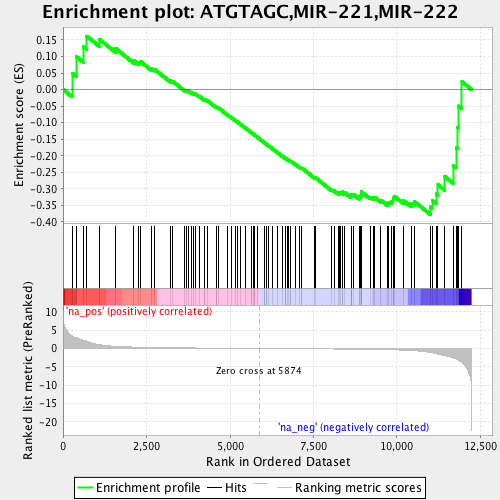 Enrichment plot: ATGTAGC,MIR-221,MIR-222
Enrichment score (ES)
0.15
0.10
0.05
0.00
-0.05
-0.10
-0.15
-0.20
-0.25
-0.30
-0.35
-0.40
'na_pos' (positively correlated)
Ranked list metric (PreRanked)
10
5
0
-5
-10
-15
-20
Zero cross at 5874
'na_neg' (negatively correlated)
0
2,500
5,000
7,500
10,000
12,500
Rank in Ordered Dataset
Enrichment profile
Hits
Ranking metric scores